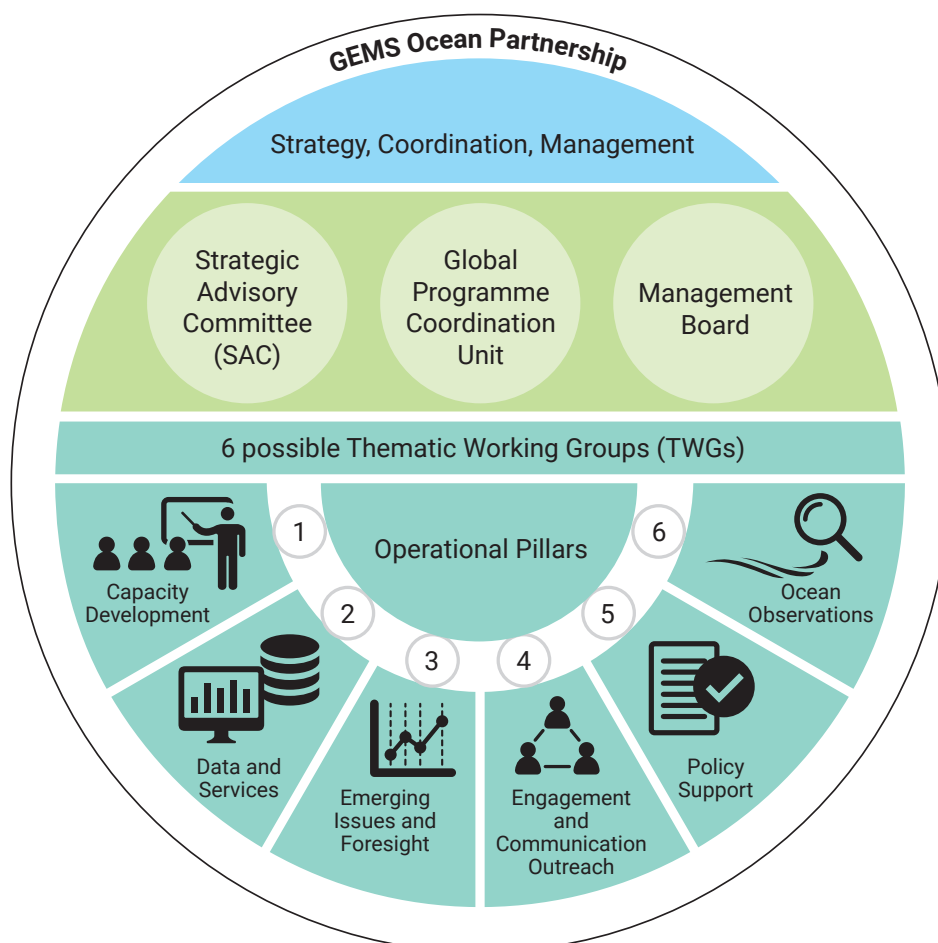 GEMS Ocean Partnership
Strategy, Coordination, Management
Strategic
Advisory
Committee
(SAC)
Global
Programme
Coordination
Unit
Management
Board
6 possible Thematic Working Groups (TWGs)
Operational Pillars
1
Capacity
Development
2
Data and
Services
3
Emerging
Issues and
Foresight
4
Engagement
and
Communication
Outreach
5
Policy
Support
6
Ocean
Observations